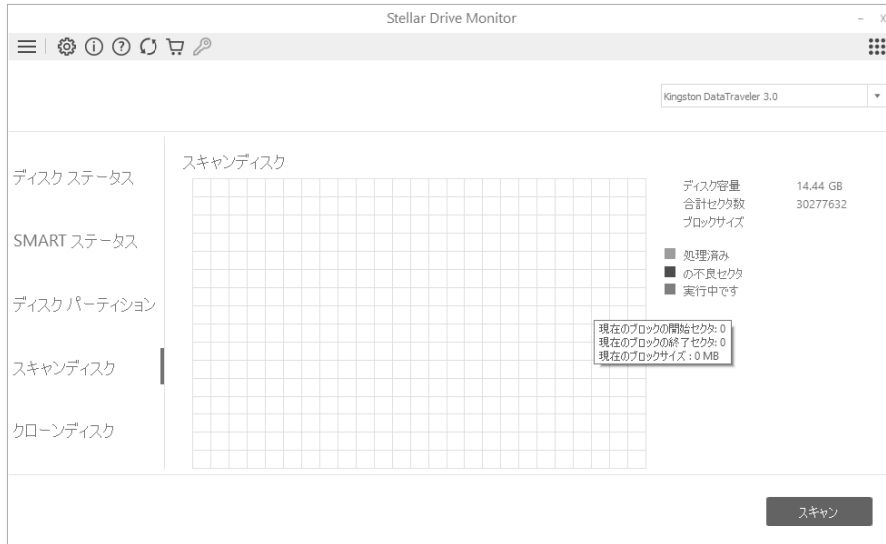 Stellar Drive Monitor
Kingston DataTraveler 3.0
ディスク ステータス
SMART ステータス
ディスク パーティション
スキャンディスク
クローンディスク
スキャンディスク
ディスク容量 14.44 GB
合計セクタ数 30277632
ブロックサイズ
処理済み
の不良セクタ
実行中です
現在のブロックの開始セクタ: 0
現在のブロックの終了セクタ: 0
現在のブロックサイズ : 0 MB
スキャン